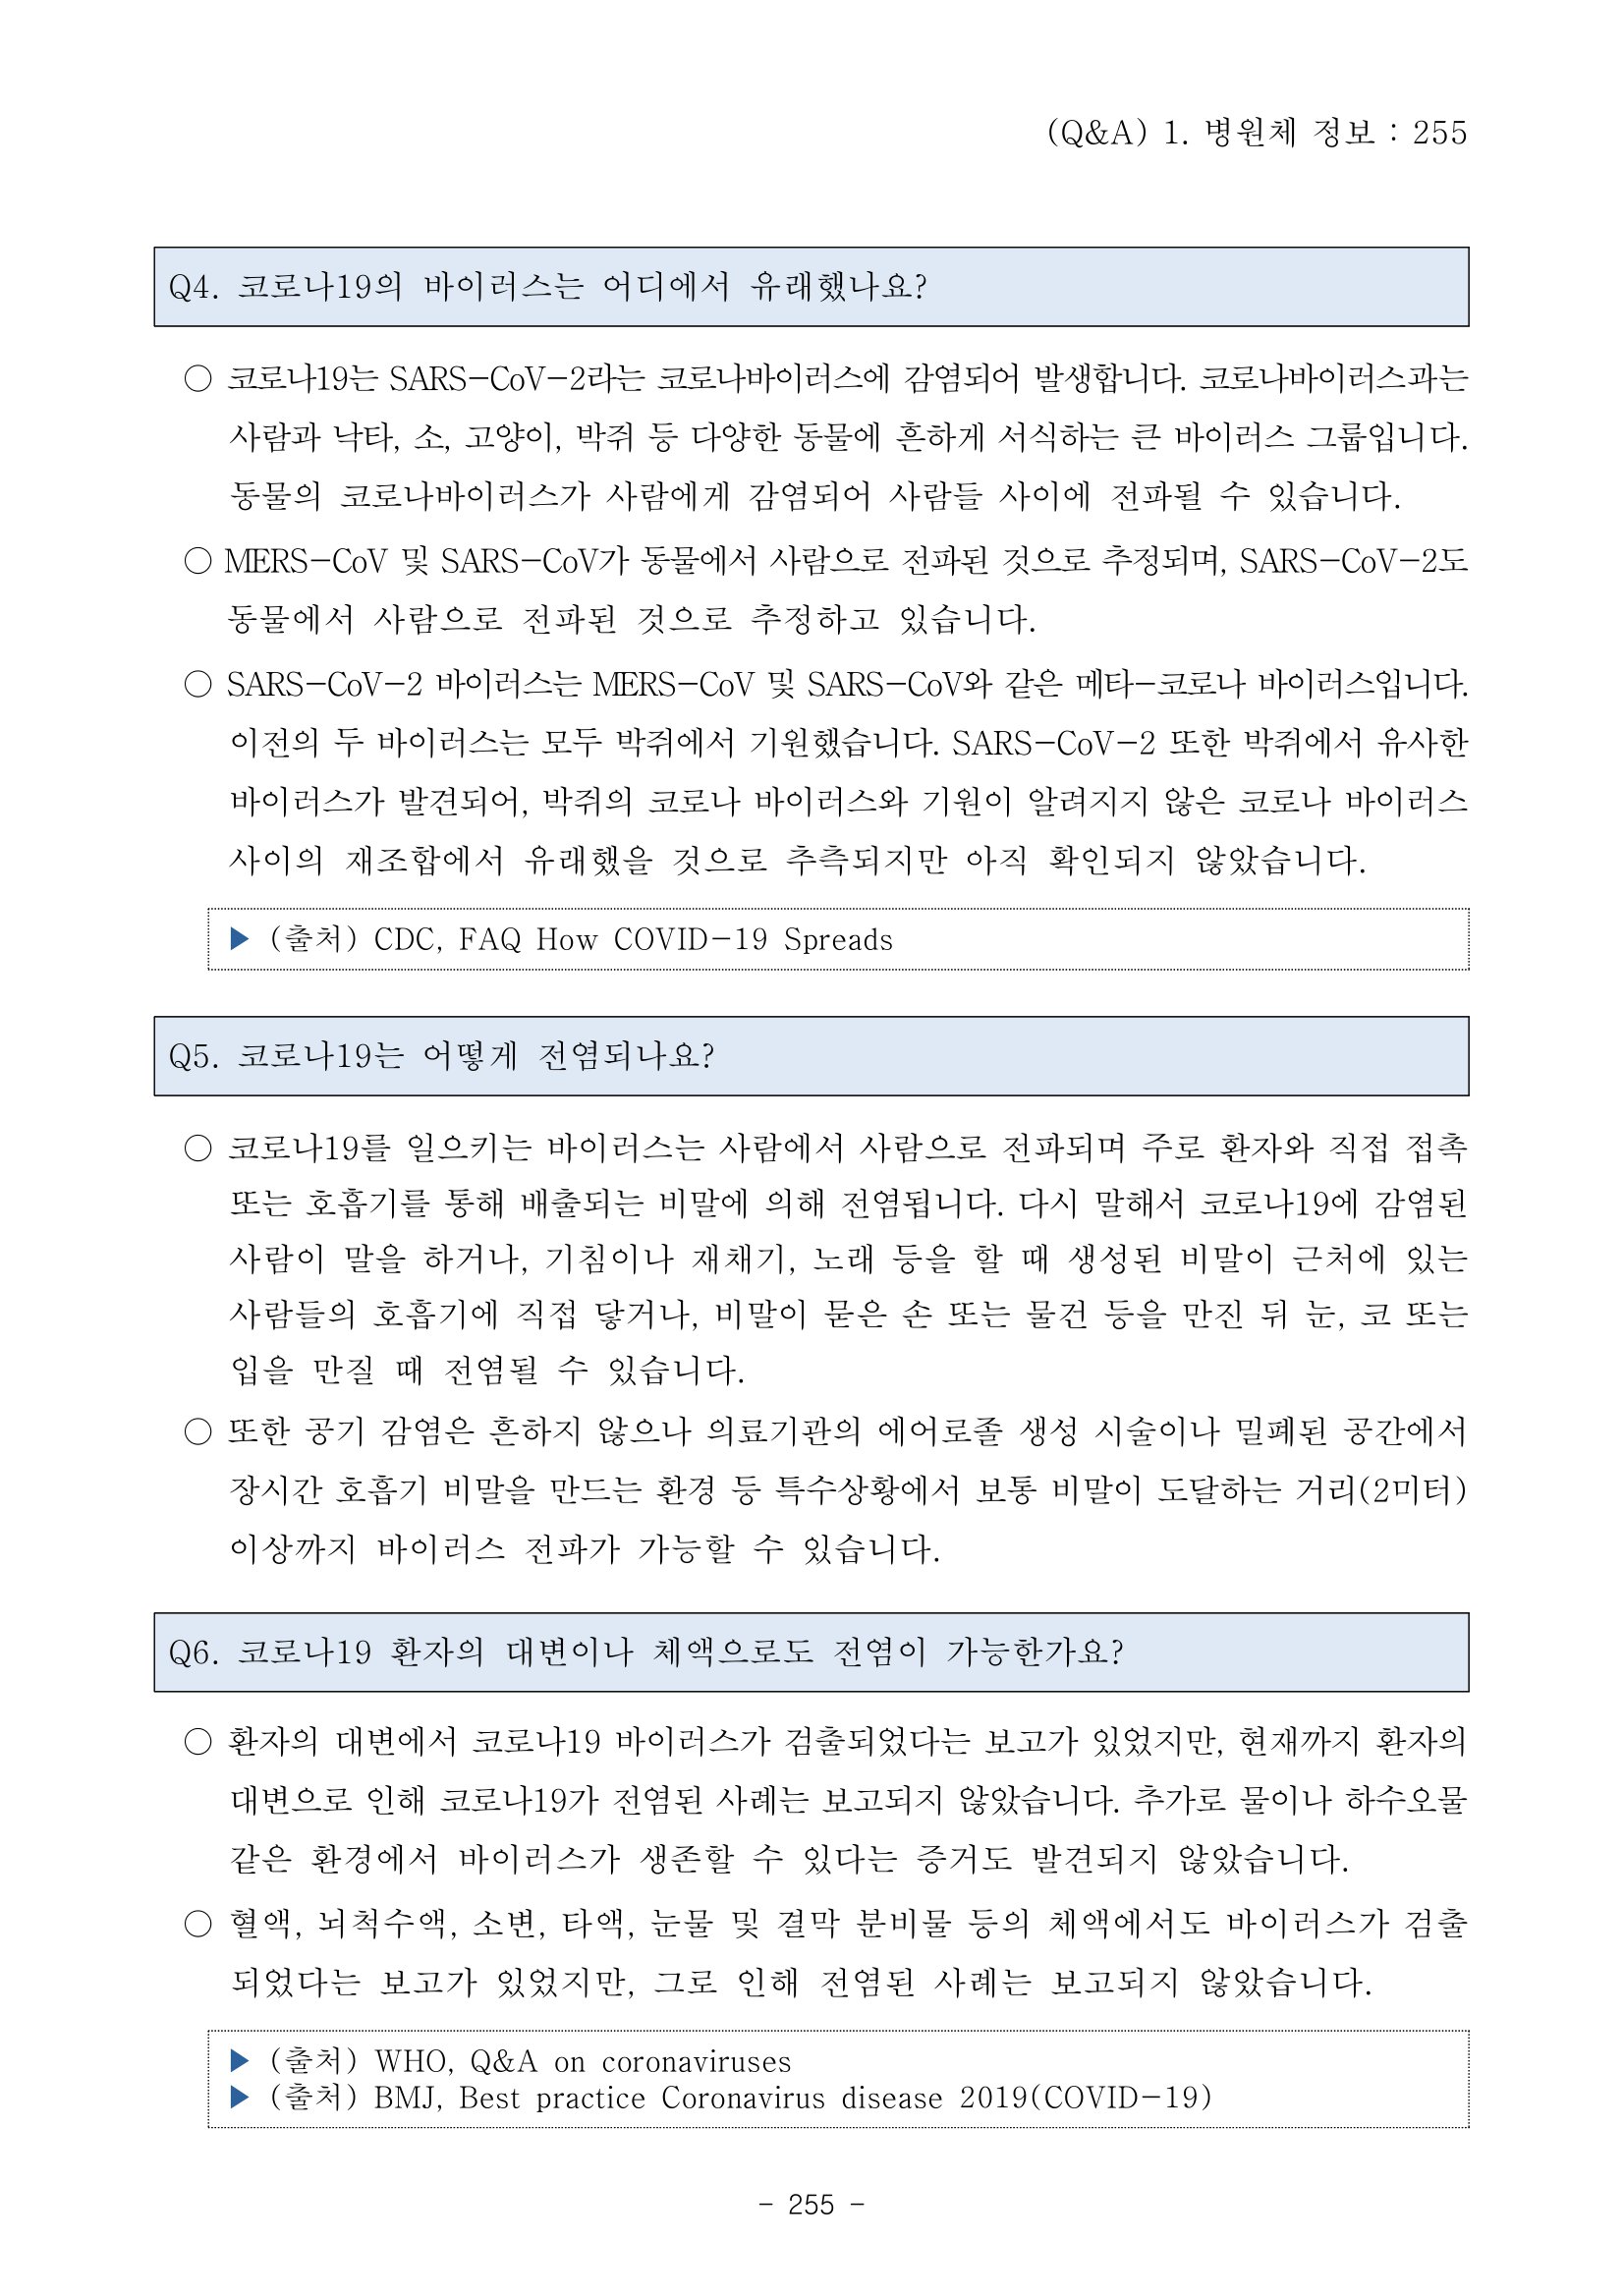 (Q&A) 1. 병원체 정보 : 255
Q4. 코로나19의 바이러스는 어디에서 유래했나요?
○ 코로나19는 SARS-CoV-2라는 코로나바이러스에 감염되어 발생합니다. 코로나바이러스과는
사람과 낙타, 소, 고양이, 박쥐 등 다양한 동물에 흔하게 서식하는 큰 바이러스 그룹입니다.
동물의 코로나바이러스가 사람에게 감염되어 사람들 사이에 전파될 수 있습니다.
○ MERS-CoV 및 SARS-CoV가 동물에서 사람으로 전파된 것으로 추정되며, SARS-CoV-2도
동물에서 사람으로 전파된 것으로 추정하고 있습니다.
○ SARS-CoV-2 바이러스는 MERS-CoV 및 SARS-CoV와 같은 메타-코로나 바이러스입니다.
이전의 두 바이러스는 모두 박쥐에서 기원했습니다. SARS-CoV-2 또한 박쥐에서 유사한
바이러스가 발견되어, 박쥐의 코로나 바이러스와 기원이 알려지지 않은 코로나 바이러스
사이의 재조합에서 유래했을 것으로 추측되지만 아직 확인되지 않았습니다.
▶ (출처) CDC, FAQ How COVID-19 Spreads
Q5. 코로나19는 어떻게 전염되나요?
○ 코로나19를 일으키는 바이러스는 사람에서 사람으로 전파되며 주로 환자와 직접 접촉
또는 호흡기를 통해 배출되는 비말에 의해 전염됩니다. 다시 말해서 코로나19에 감염된
사람이 말을 하거나, 기침이나 재채기, 노래 등을 할 때 생성된 비말이 근처에 있는
사람들의 호흡기에 직접 닿거나, 비말이 묻은 손 또는 물건 등을 만진 뒤 눈, 코 또는
입을 만질 때 전염될 수 있습니다.
○ 또한 공기 감염은 흔하지 않으나 의료기관의 에어로졸 생성 시술이나 밀폐된 공간에서
장시간 호흡기 비말을 만드는 환경 등 특수상황에서 보통 비말이 도달하는 거리(2미터)
이상까지 바이러스 전파가 가능할 수 있습니다.
Q6. 코로나19 환자의 대변이나 체액으로도 전염이 가능한가요?
○ 환자의 대변에서 코로나19 바이러스가 검출되었다는 보고가 있었지만, 현재까지 환자의
대변으로 인해 코로나19가 전염된 사례는 보고되지 않았습니다. 추가로 물이나 하수오물
같은 환경에서 바이러스가 생존할 수 있다는 증거도 발견되지 않았습니다.
○ 혈액, 뇌척수액, 소변, 타액, 눈물 및 결막 분비물 등의 체액에서도 바이러스가 검출
되었다는 보고가 있었지만, 그로 인해 전염된 사례는 보고되지 않았습니다.
▶ (출처) WHO, Q&A on coronaviruses
▶ (출처) BMJ, Best practice Coronavirus disease 2019(COVID-19)
- 255 -